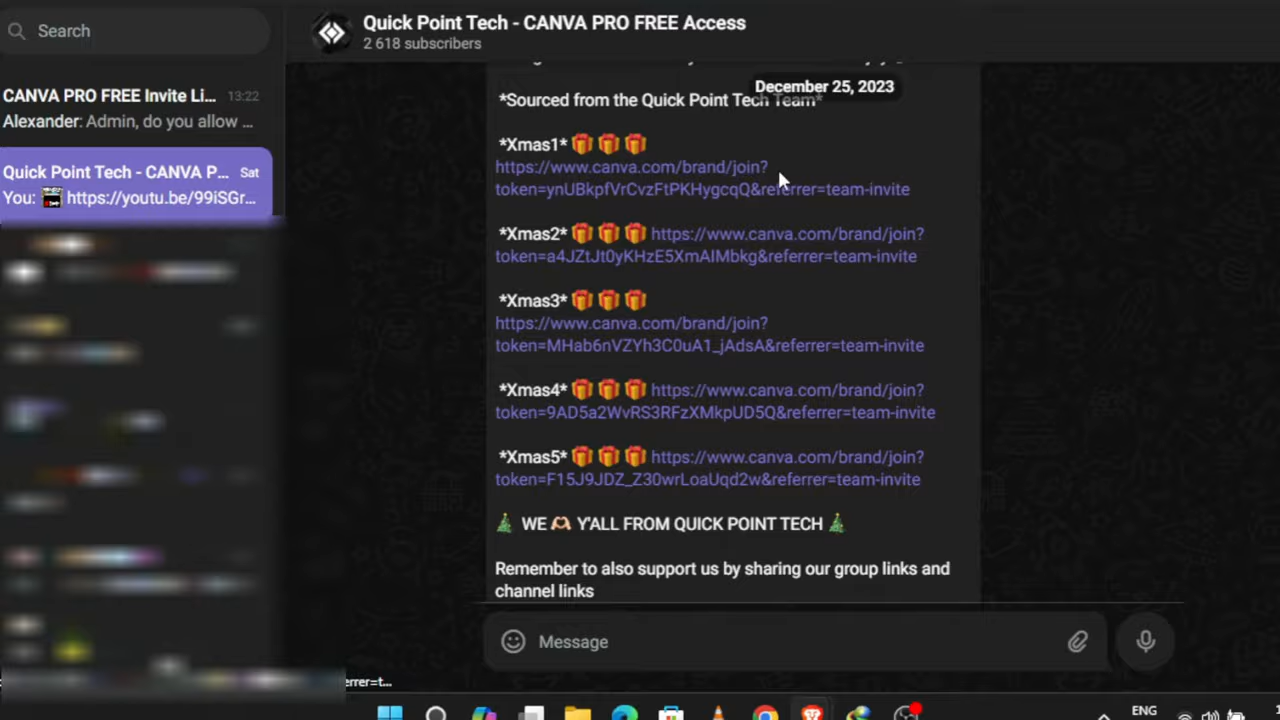 Search
CANVA PRO FREE Invite Li... 13:22
Alexander: Admin, do you allow ...
Quick Point Tech - CANVA P... Sat
You: https://youtu.be/99iSGr...
Quick Point Tech - CANVA PRO FREE Access
2 618 subscribers
December 25, 2023
*Sourced from the Quick Point Tech Team*
*Xmas1* 🎁 🎁 🎁
https://www.canva.com/brand/join?
token=ynUBkpfVrCvzFtPKHygcqQ&referrer=team-invite
*Xmas2* 🎁 🎁 🎁 https://www.canva.com/brand/join?
token=a4JZtJt0yKHzE5XmAIMbkg&referrer=team-invite
*Xmas3* 🎁 🎁 🎁
https://www.canva.com/brand/join?
token=MHab6nVZYh3C0uA1_jAdsA&referrer=team-invite
*Xmas4* 🎁 🎁 🎁 https://www.canva.com/brand/join?
token=9AD5a2WvRS3RFzXMkpUD5Q&referrer=team-invite
*Xmas5* 🎁 🎁 🎁 https://www.canva.com/brand/join?
token=F15J9JDZ_Z30wrLoaUqd2w&referrer=team-invite
🎄 WE 🫶🏽 Y'ALL FROM QUICK POINT TECH 🎄
Remember to also support us by sharing our group links and
channel links
Message
errer=t...
ENG